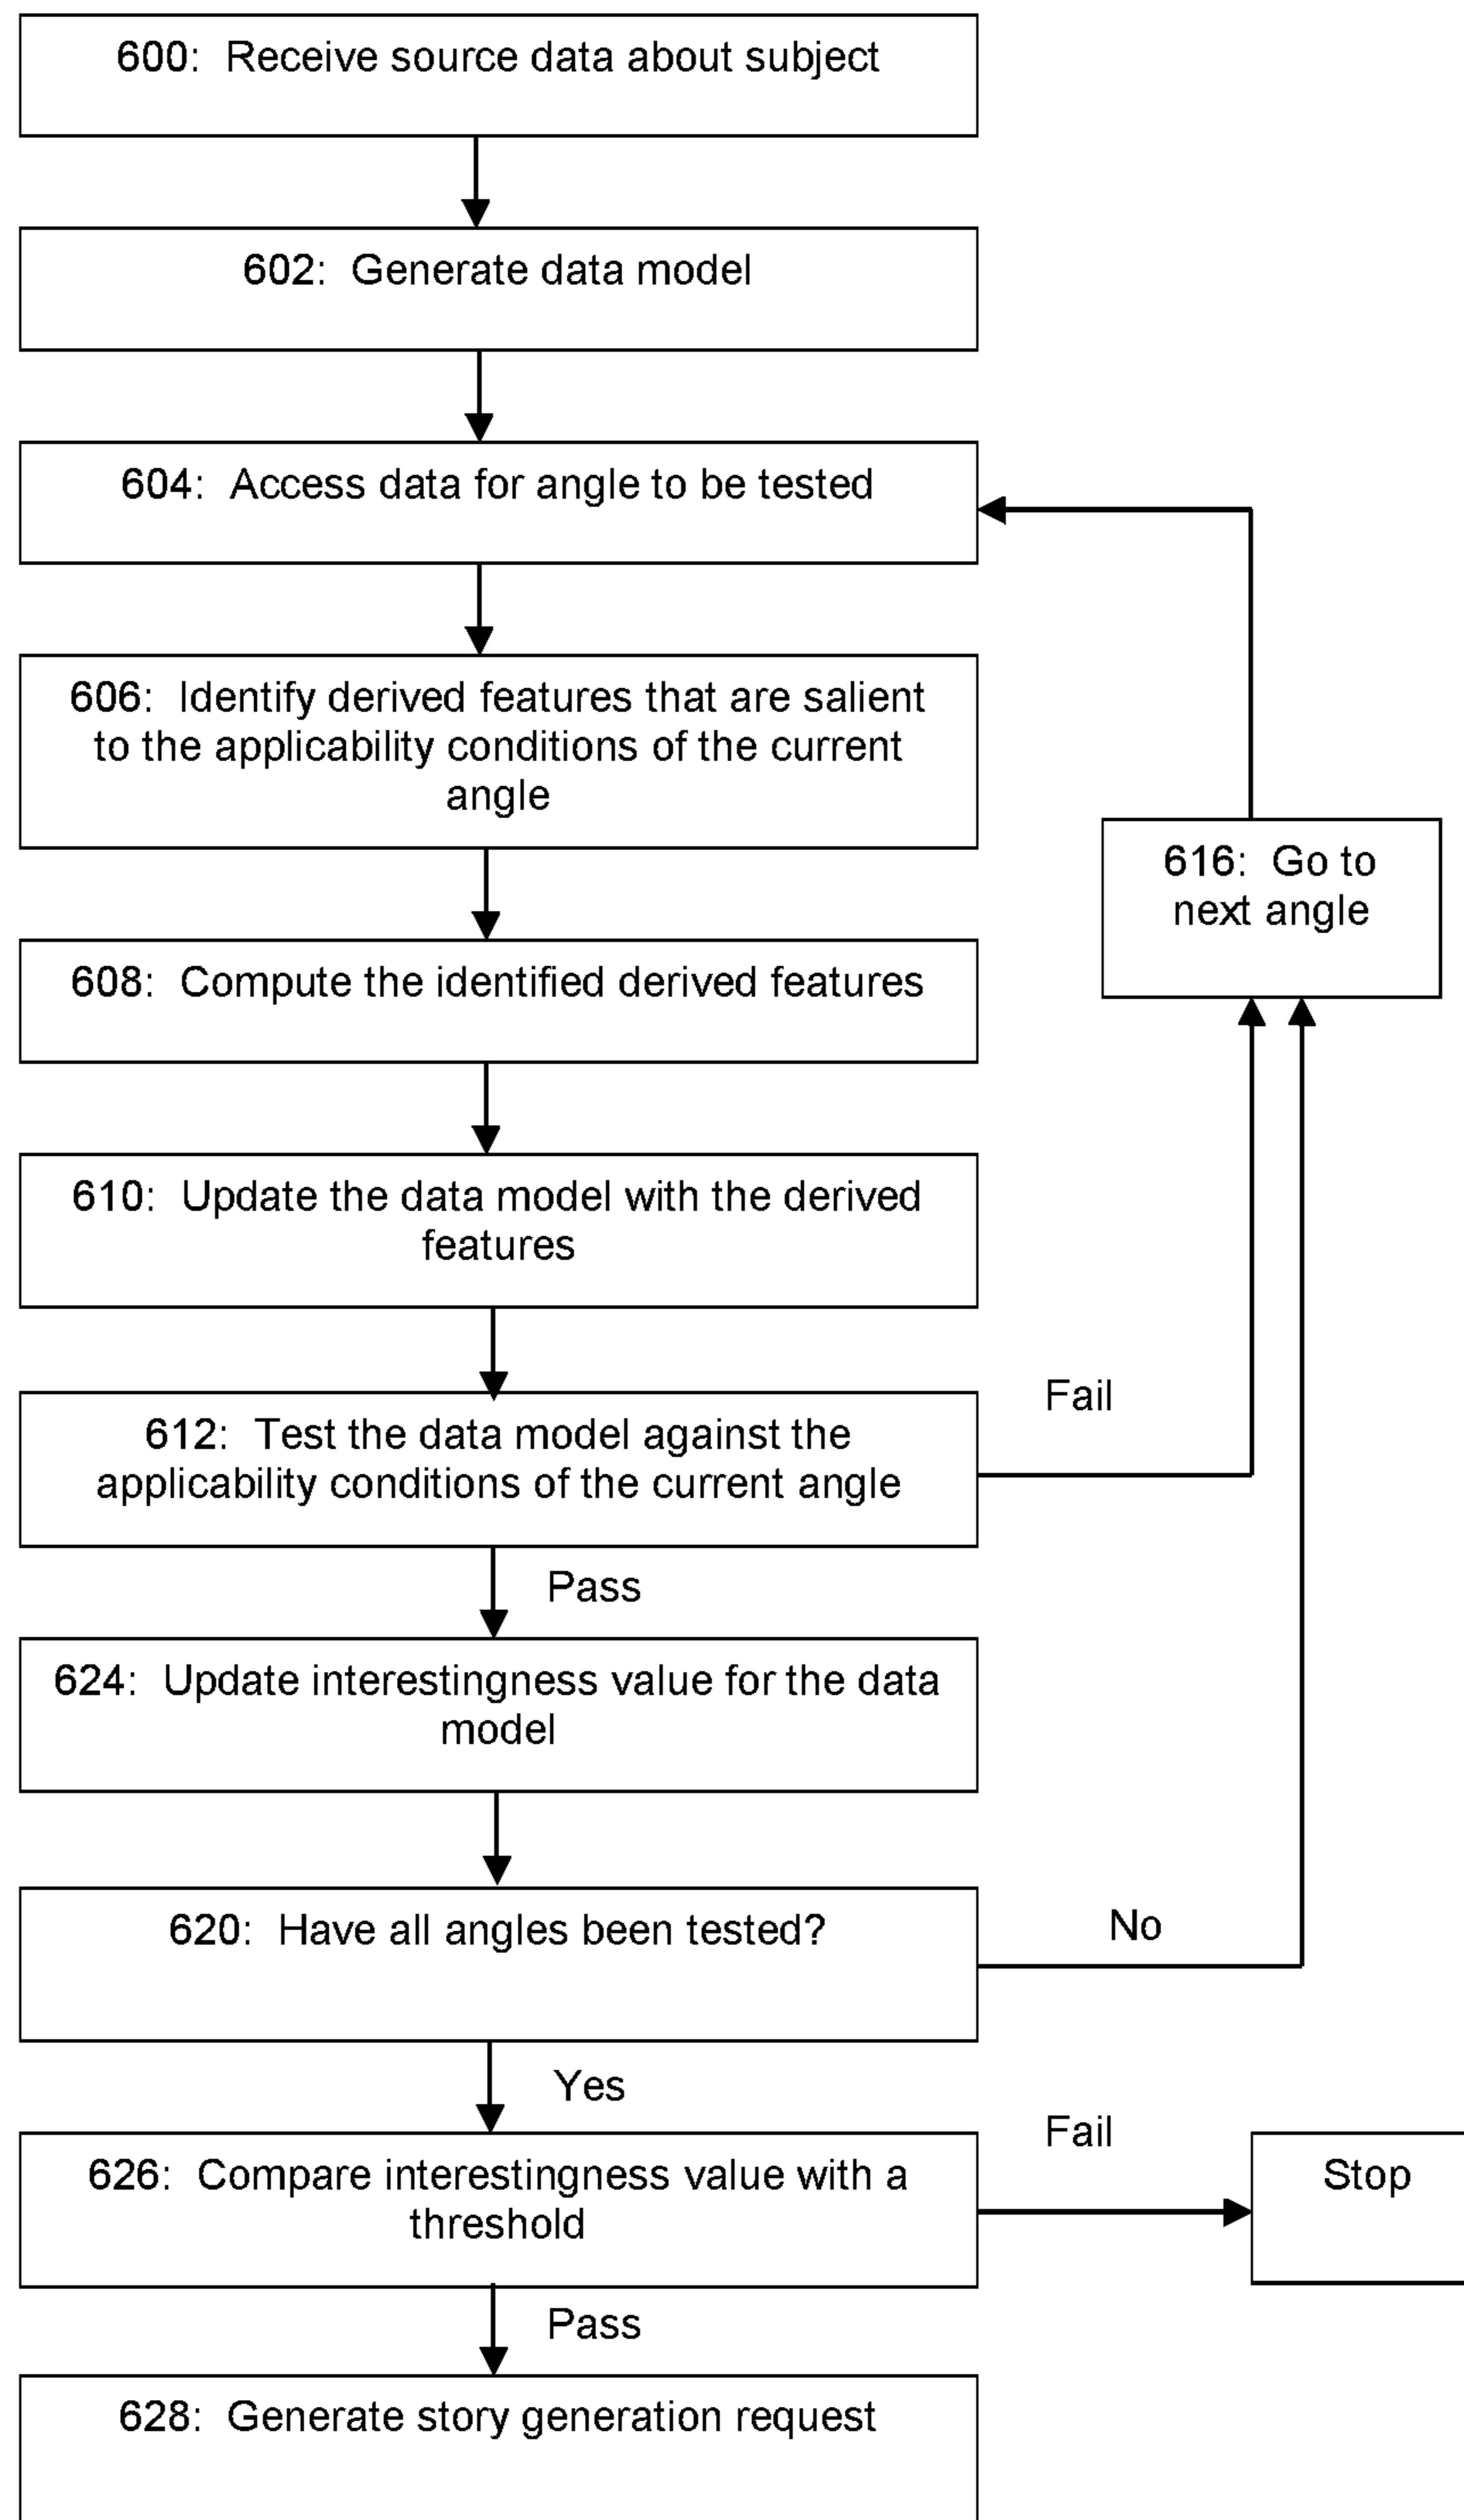 600: Receive source data about subject
602: Generate data model
604: Access data for angle to be tested
606: Identify derived features that are salient
to the applicability conditions of the current
angle
616: Go to
next angle
608: Compute the identified derived features
610: Update the data model with the derived
features
Fail
612: Test the data model against the
applicability conditions of the current angle
Pass
624: Update interestingness value for the data
model
620: Have all angles been tested?
No
Yes
Fail
626: Compare interestingness value with a
threshold
Stop
Pass
628: Generate story generation request